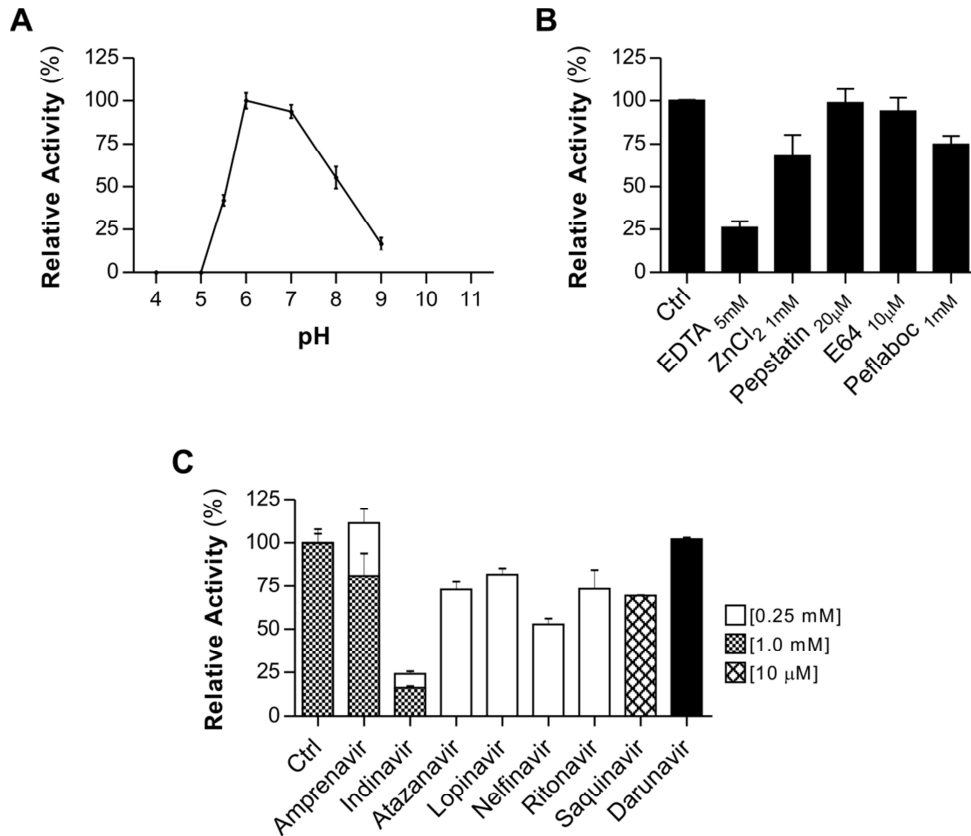 A
Relative Activity (%)
125
100
75
50
25
0
4 5 6 7 8 9 10 11
pH
B
Relative Activity (%)
125
100
75
50
25
0
Ctrl
EDTA 5mM
ZnCl2 1mM
Pepstatin 20μM
E64 10μM
Peflaboc 1mM
C
Relative Activity (%)
125
100
75
50
25
0
Ctrl
Amprenavir
Indinavir
Atazanavir
Lopinavir
Nelfinavir
Ritonavir
Saquinavir
Darunavir
[0.25 mM]
[1.0 mM]
[10 μM]